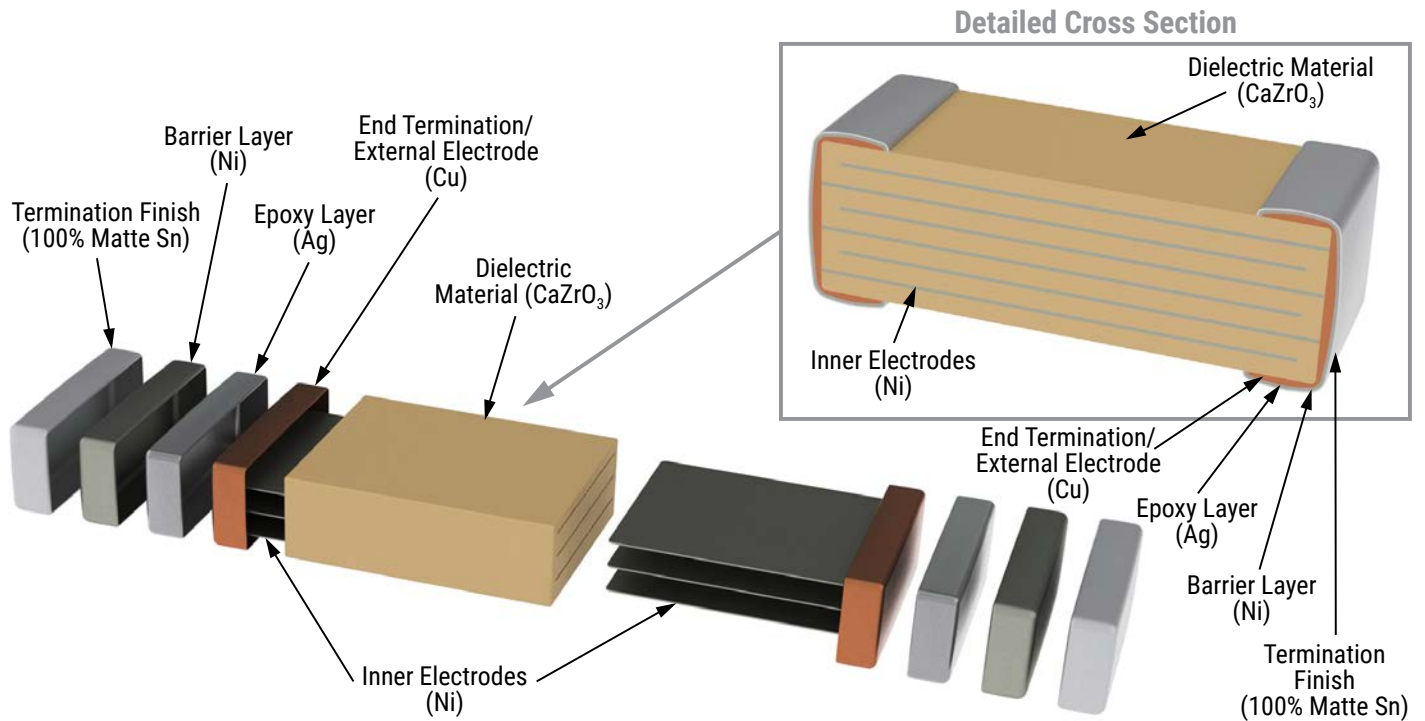 Detailed Cross Section
Dielectric Material
(CaZrO₃)
Inner Electrodes
(Ni)
End Termination/
External Electrode
(Cu)
Epoxy Layer
(Ag)
Barrier Layer
(Ni)
Termination
Finish
(100% Matte Sn)
Termination Finish
(100% Matte Sn)
Barrier Layer
(Ni)
Epoxy Layer
(Ag)
End Termination/
External Electrode
(Cu)
Dielectric
Material (CaZrO₃)
Inner Electrodes
(Ni)